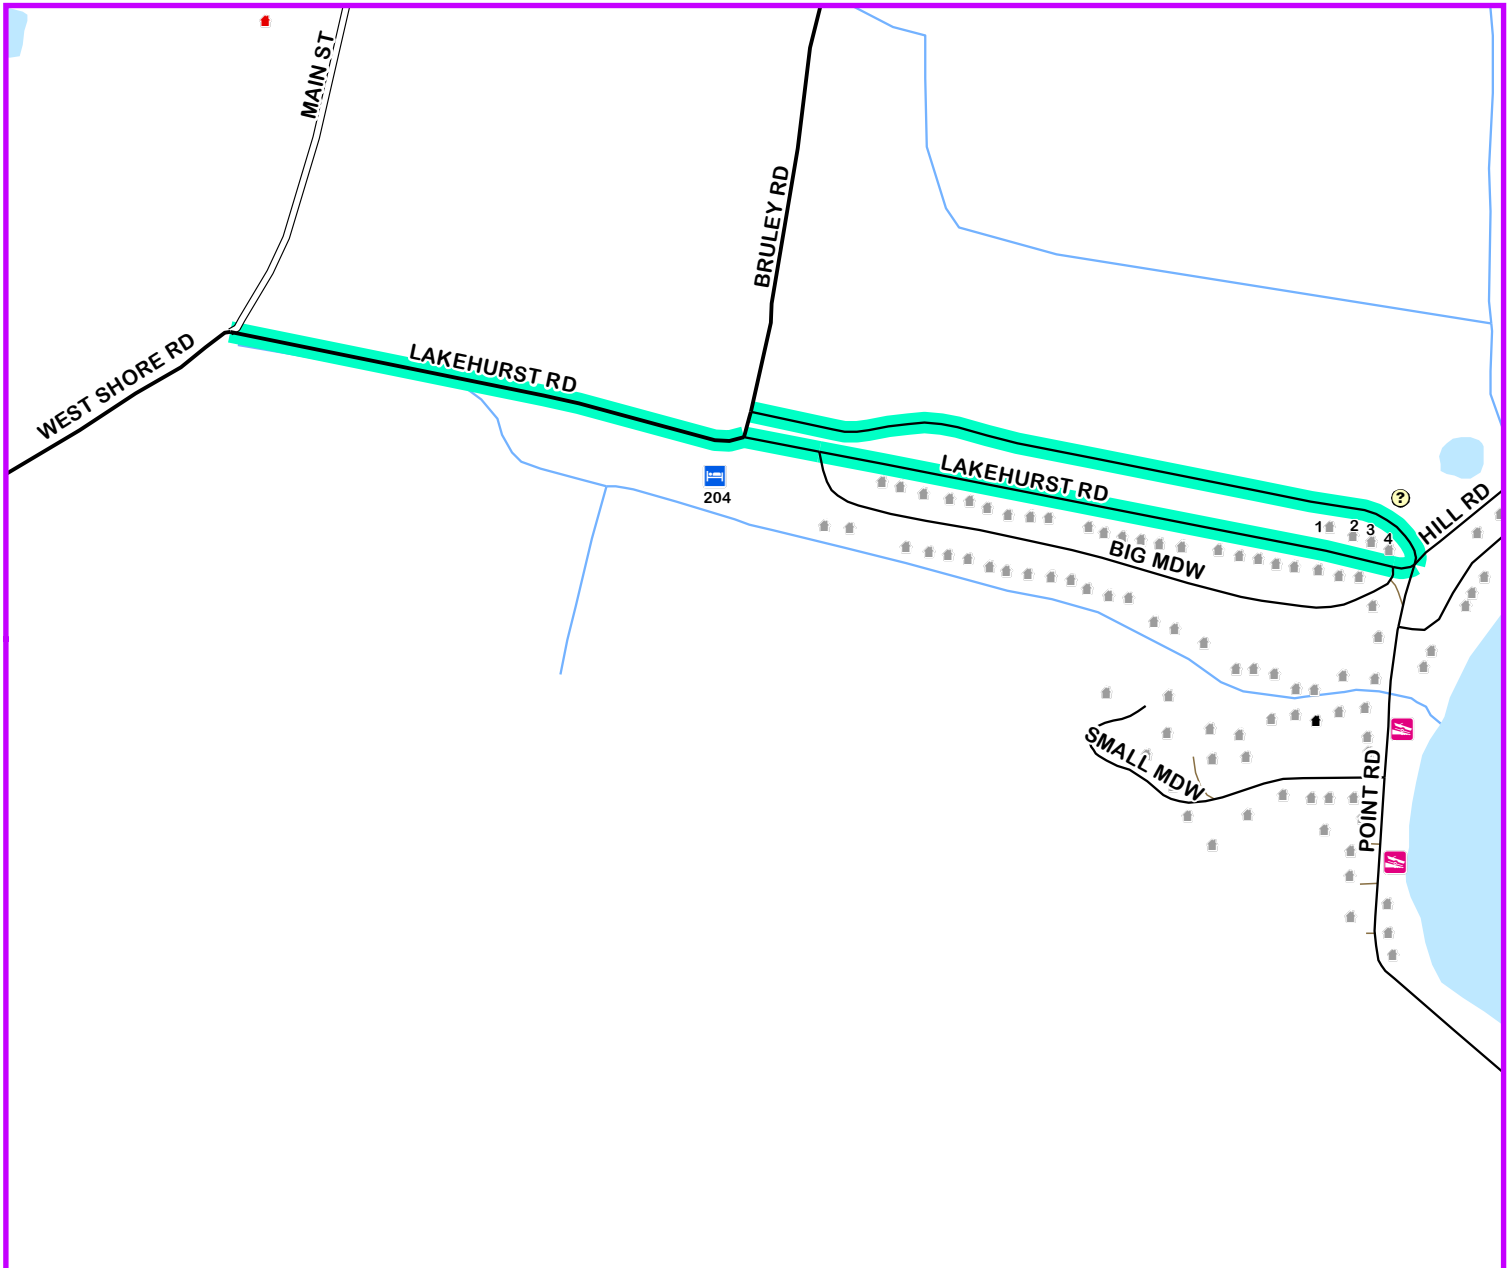 MAIN ST
BRULEY RD
WEST SHORE RD
LAKEHURST RD
LAKEHURST RD
204
?
HILL RD
1
2
3
4
BIG MDW
SMALL MDW
POINT RD